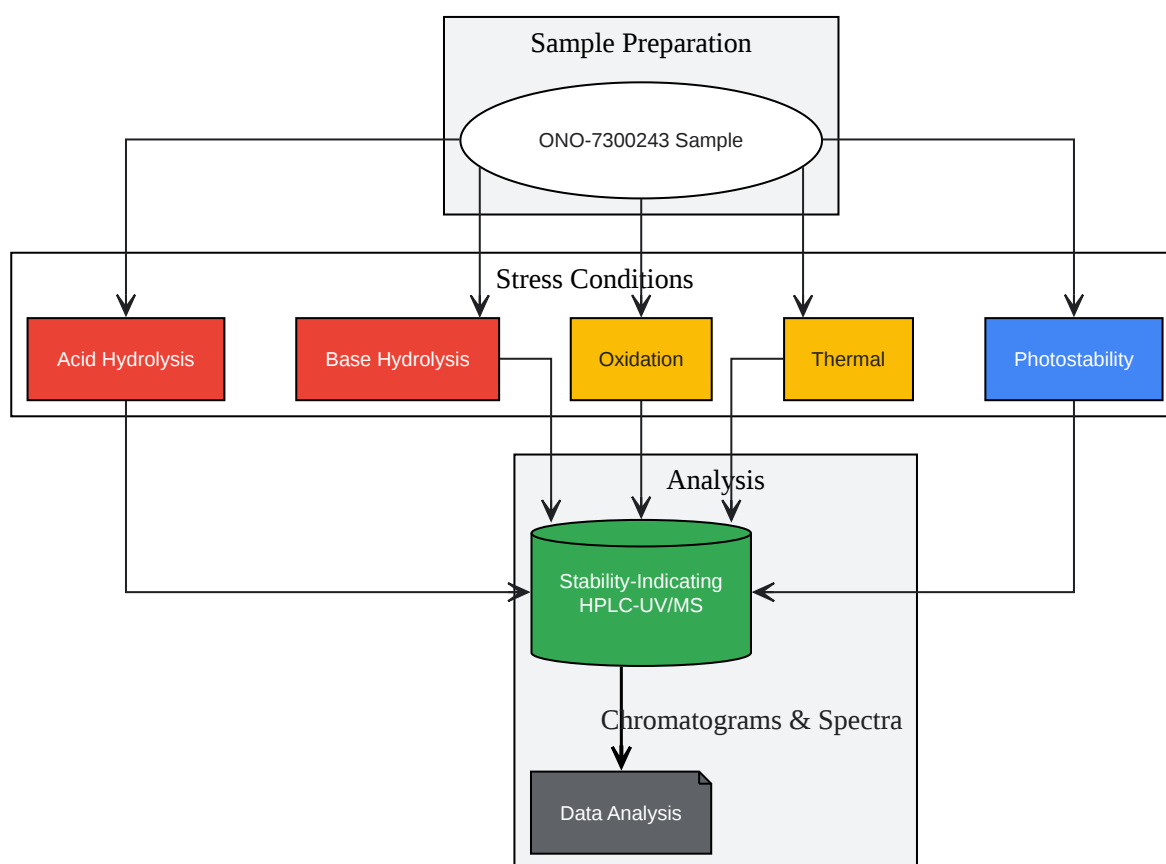 Sample Preparation
ONO-7300243 Sample
Stress Conditions
Acid Hydrolysis
Base Hydrolysis
Oxidation
Thermal
Photostability
Analysis
Stability-Indicating
HPLC-UV/MS
Chromatograms & Spectra
Data Analysis